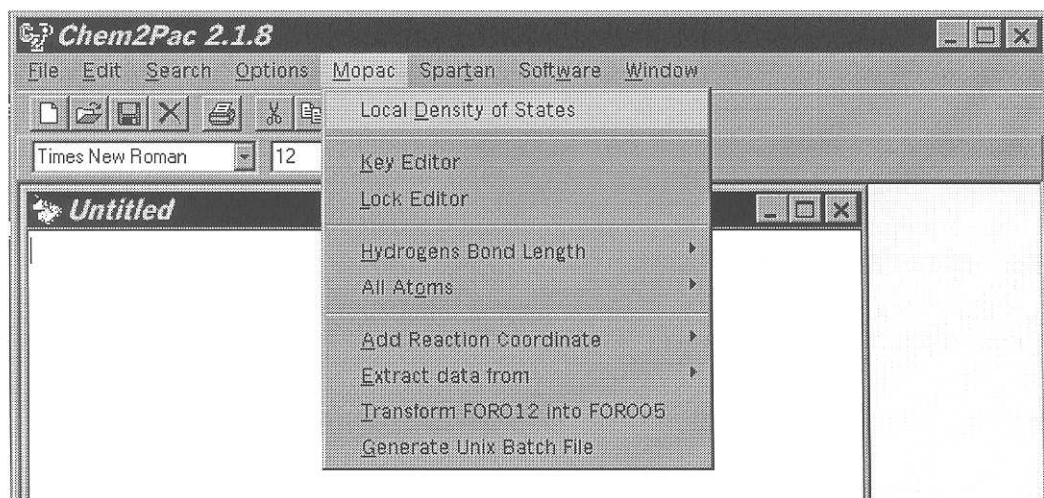 Chem2Pac 2.1.8
File Edit Search Options Mopac Spartan Software Window
Times New Roman 12
Untitled
Local Density of States
Key Editor
Lock Editor
Hydrogens Bond Length
All Atoms
Add Reaction Coordinate
Extract data from
Transform FORO12 into FOROO5
Generate Unix Batch File